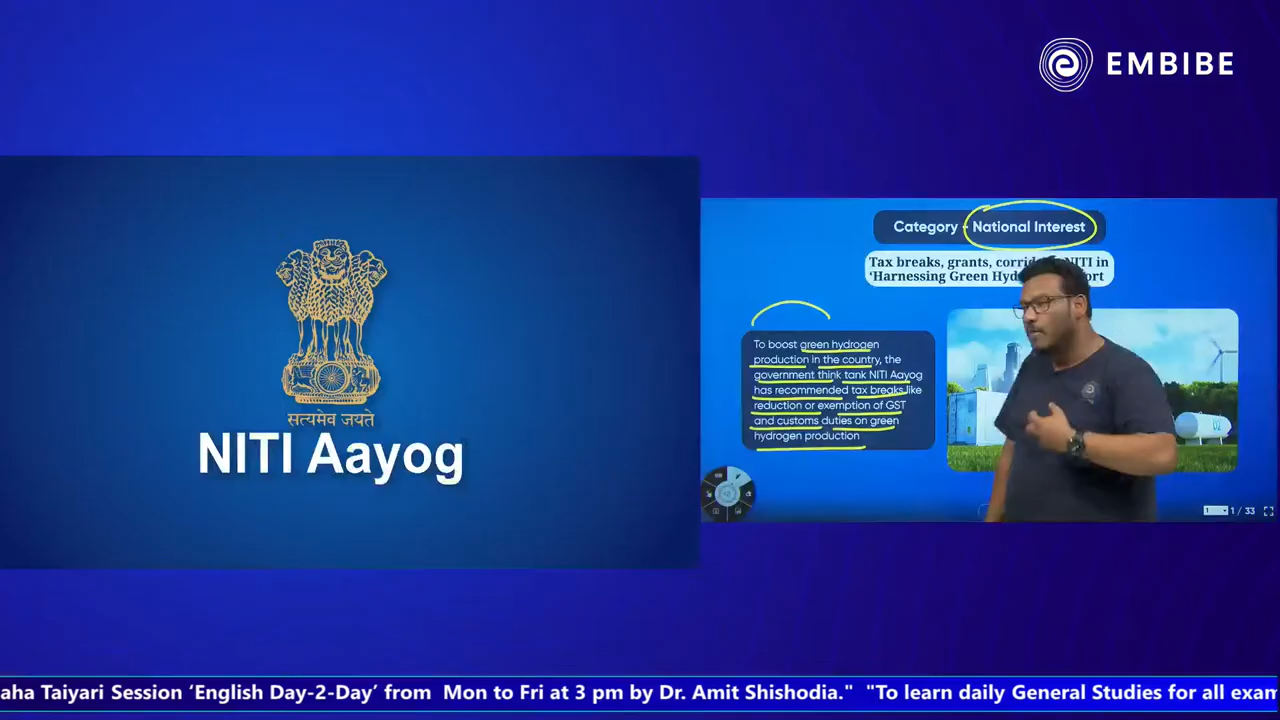 EMBIBE
सत्यमेव जयते
NITI Aayog
Category - National Interest
Tax breaks, grants, NITI in
'Harnessing Green
To boost green hydrogen
production in the country, the
government think tank NITI Aayog
has recommended tax breaks like
reduction or exemption of GST
and customs duties on green
hydrogen production
1 / 33
aha Taiyari Session ‘English Day-2-Day’ from Mon to Fri at 3 pm by Dr. Amit Shishodia." "To learn daily General Studies for all exam